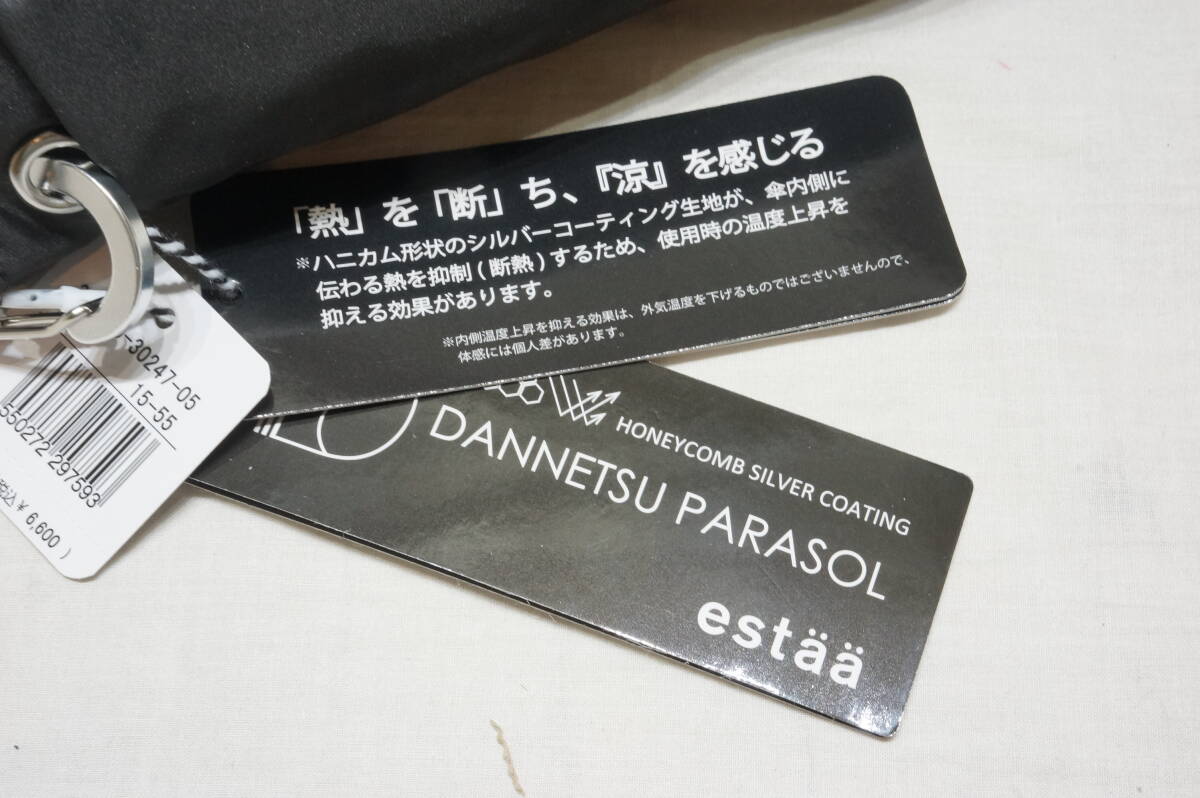 「熱」を「断」ち、『涼』を感じる
※ハニカム形状のシルバーコーティング生地が、傘内側に
伝わる熱を抑制(断熱)するため、使用時の温度上昇を
抑える効果があります。
※内側温度上昇を抑える効果は、外気温度を下げるものではございませんので、
体感には個人差があります。
30247-05
15-55
550272 297593
税込 ¥ 6,600 (
HONEYCOMB SILVER COATING
DANNETSU PARASOL
estää